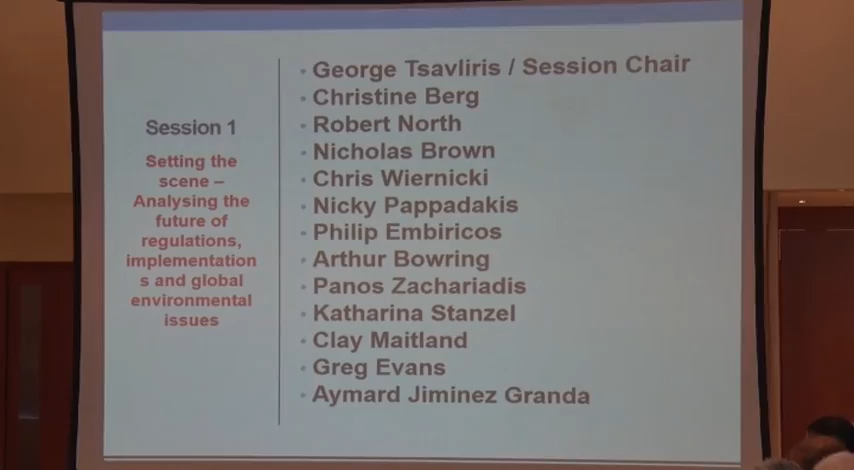 Session 1
Setting the
scene –
Analysing the
future of
regulations,
implementation
s and global
environmental
issues
• George Tsavliris / Session Chair
• Christine Berg
• Robert North
• Nicholas Brown
• Chris Wiernicki
• Nicky Pappadakis
• Philip Embiricos
• Arthur Bowring
• Panos Zachariadis
• Katharina Stanzel
• Clay Maitland
• Greg Evans
• Aymard Jiminez Granda